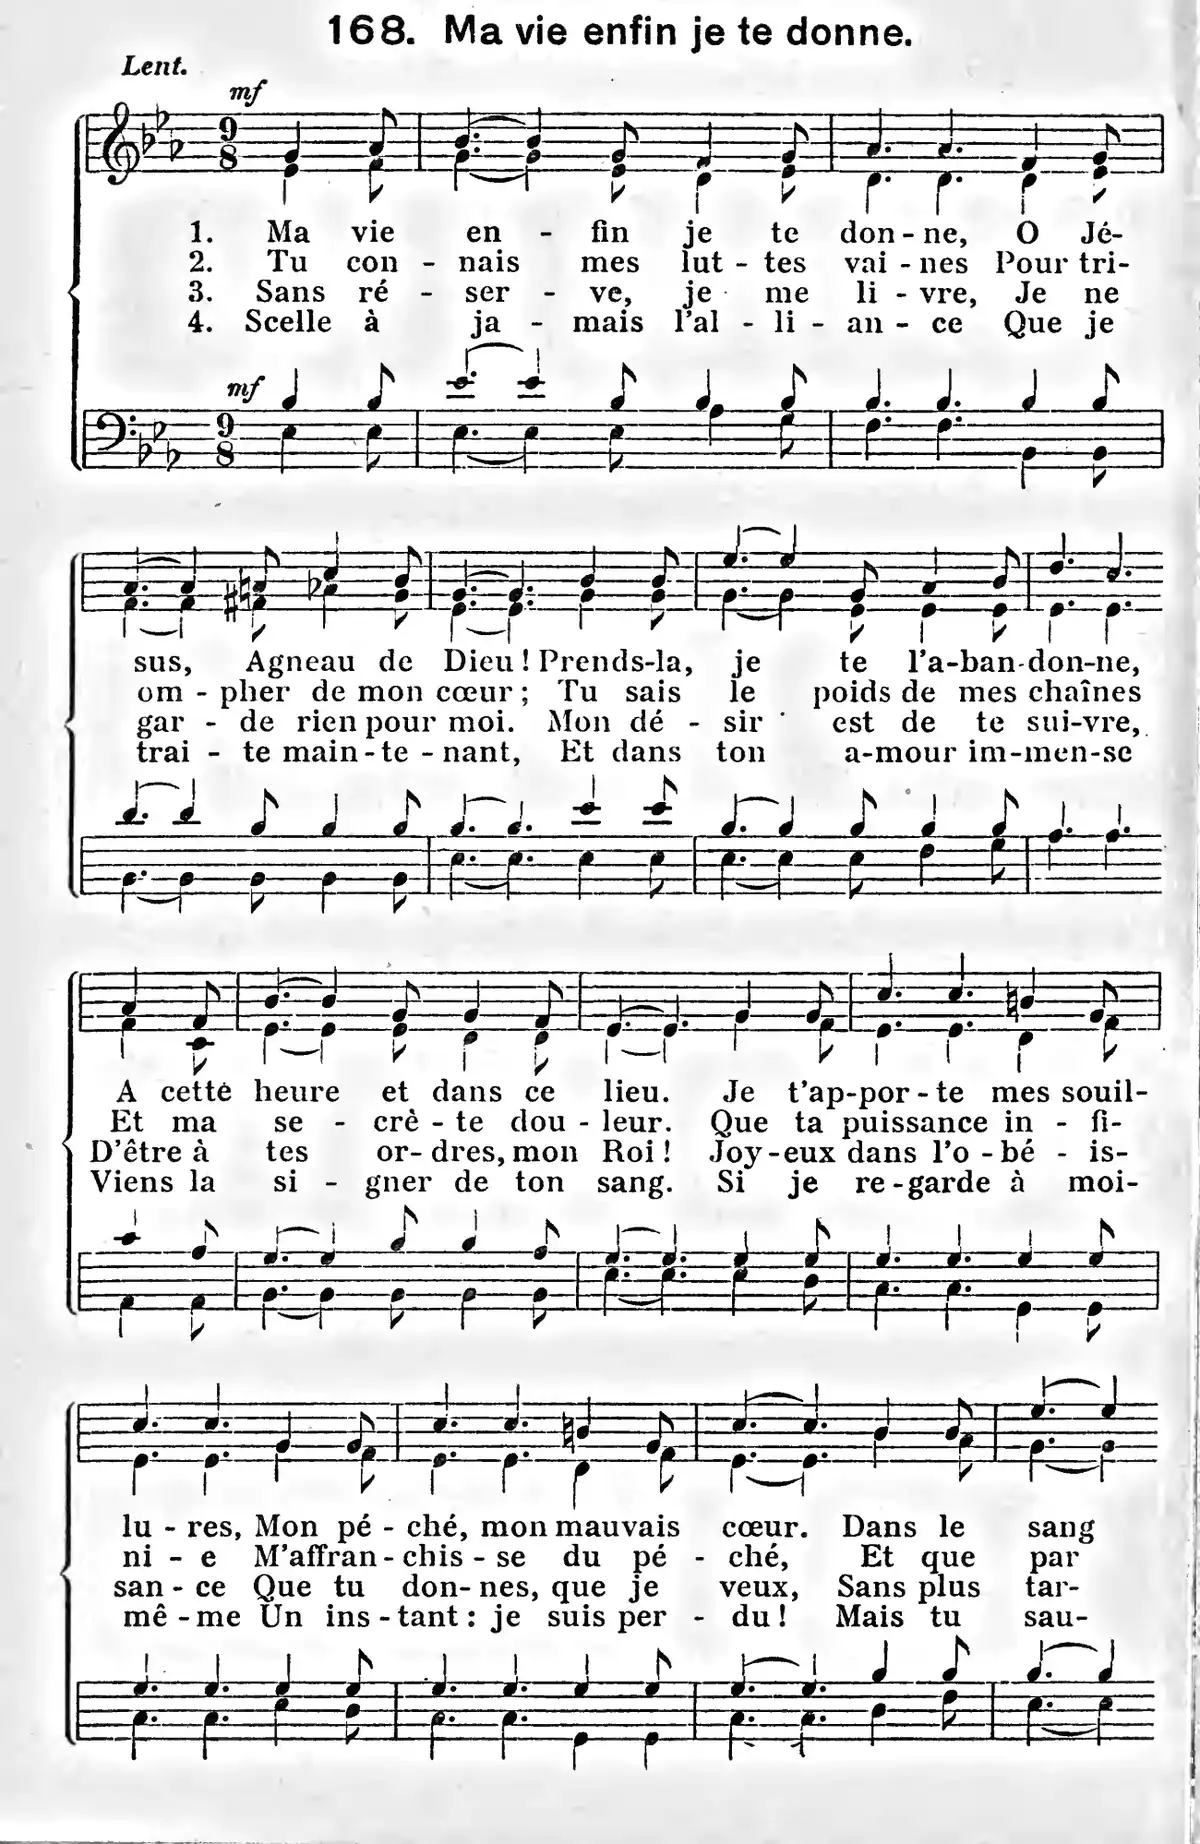 168. Ma vie enfin je te donne.
Lent.
mf
9
8
1. Ma vie en - fin je te don - ne, O Jé-
2. Tu con - nais mes lut - tes vai - nes Pour tri-
3. Sans ré - ser - ve, je me li - vre, Je ne
4. Scelle à ja - mais l'al - li - an - ce Que je
mf
9
8
sus, Agneau de Dieu ! Prends-la, je te l'a-ban-don-ne,
om - pher de mon cœur ; Tu sais le poids de mes chaînes
gar - de rien pour moi. Mon dé - sir est de te sui-vre,
trai - te main - te - nant, Et dans ton a-mour im-men-se
A cette heure et dans ce lieu. Je t'ap-por - te mes souil-
Et ma se - crè - te dou - leur. Que ta puissance in - fi-
D'être à tes or- dres, mon Roi ! Joy-eux dans l'o - bé - is-
Viens la si - gner de ton sang. Si je re-garde à moi-
lu - res, Mon pé - ché, mon mauvais cœur. Dans le sang
ni - e M'affran - chis - se du pé - ché, Et que par
san - ce Que tu don- nes, que je veux, Sans plus tar-
mê - me Un ins - tant : je suis per - du ! Mais tu sau-